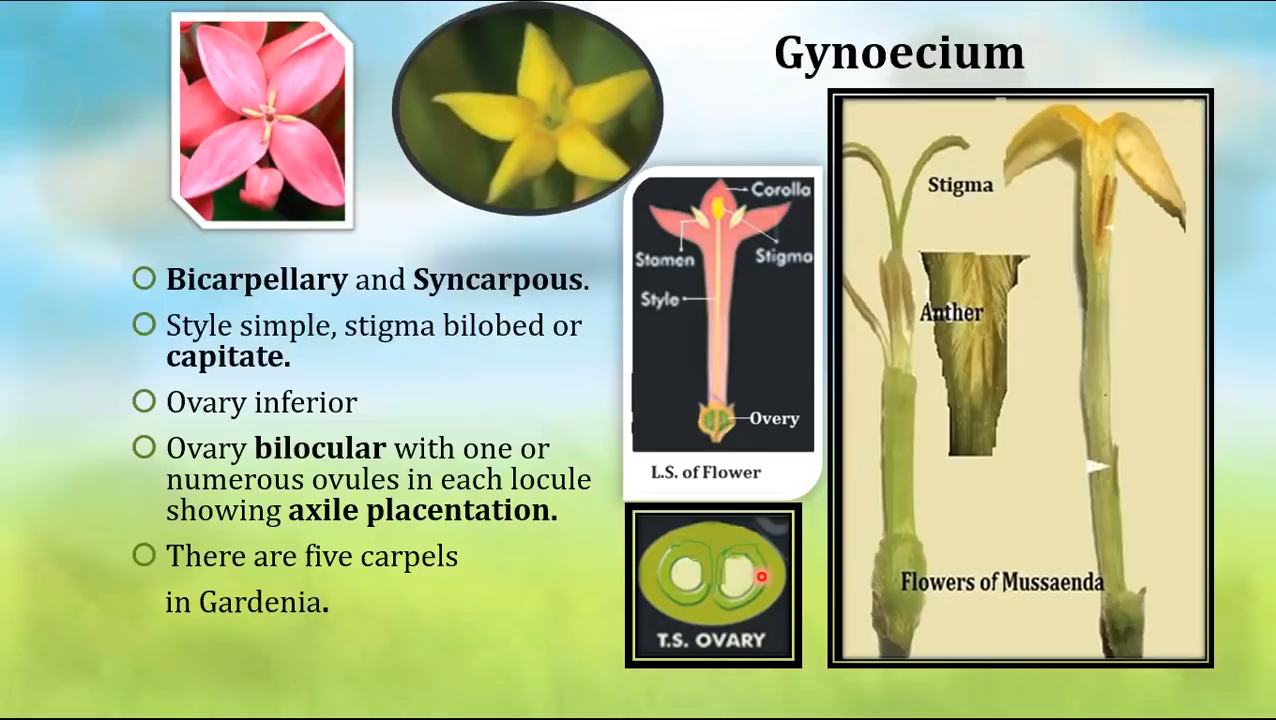 Gynoecium
Bicarpellary and Syncarpous.
Style simple, stigma bilobed or
capitate.
Ovary inferior
Ovary bilocular with one or
numerous ovules in each locule
showing axile placentation.
There are five carpels
in Gardenia.
Corolla
Stamen
Stigma
Style
Overy
L.S. of Flower
T.S. OVARY
Stigma
Anther
Flowers of Mussaenda